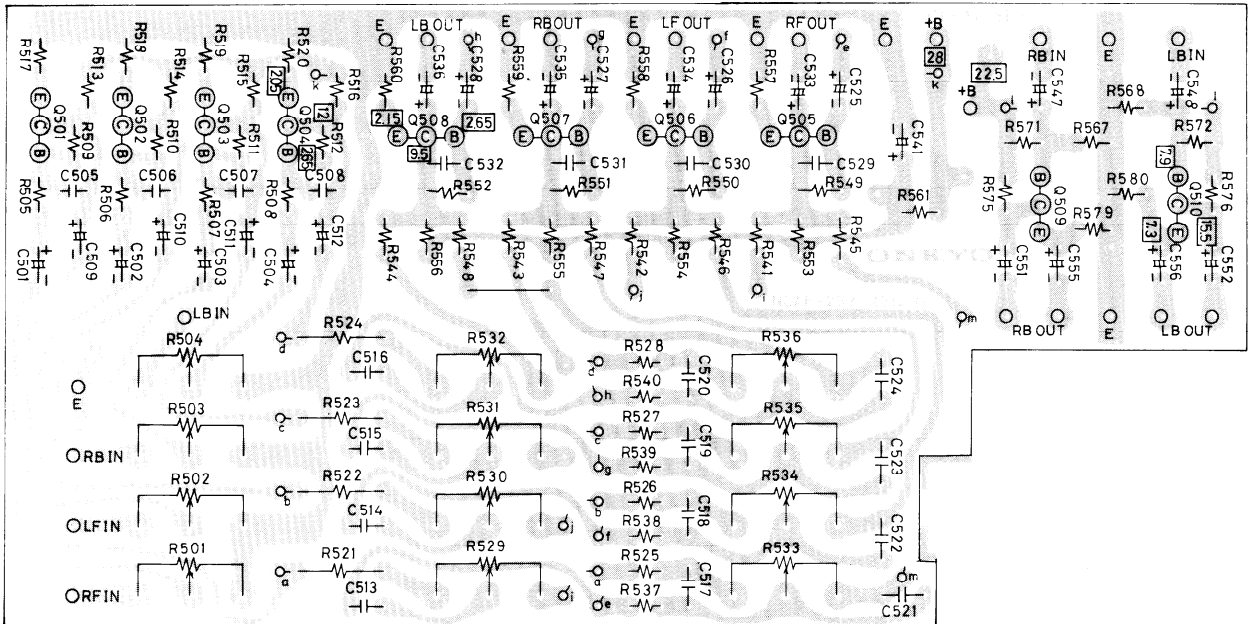 E LB OUT h E RB OUT g E LF OUT f E RF OUT e E +B RB IN E LB IN
R517 R513 R518 R514 R519 R515 R520 R516 R560 C536 C528 R559 C535 C527 R558 C534 C526 R557 C533 C525 28 k 22.5 +B C547 R568 C548
E C B Q501 E C B Q502 E C B Q503 E C B Q504 E C B Q508 E C B Q507 E C B Q506 E C B Q505
2.15 2.65 9.5
R509 R510 R511 R512 C532 C531 C530 C529 C541 R571 R567 R572
C505 C506 C507 C508 R552 R551 R550 R549 R561 R575 B C E Q509 R580 R579 7.9 B C E Q510 R576
R505 R506 R507 R508
C501 C509 C502 C510 C503 C511 C504 C512
R544 R556 R548 R543 R555 R547 R542 R554 R546 R541 R553 R545 ONKYO C551 C555 7.3 C556 15.5 C552
j i m RB OUT E LB OUT
LB IN
R504 d R524 C516 R532 d R528 C520 R536 C524
E h R540
R503 c R523 C515 R531 c R527 C519 R535 C523
RB IN g R539
R502 b R522 C514 R530 b R526 C518 R534 C522
LF IN j f R538
R501 a R521 C513 R529 a R525 C517 R533 m C521
RF IN i e R537